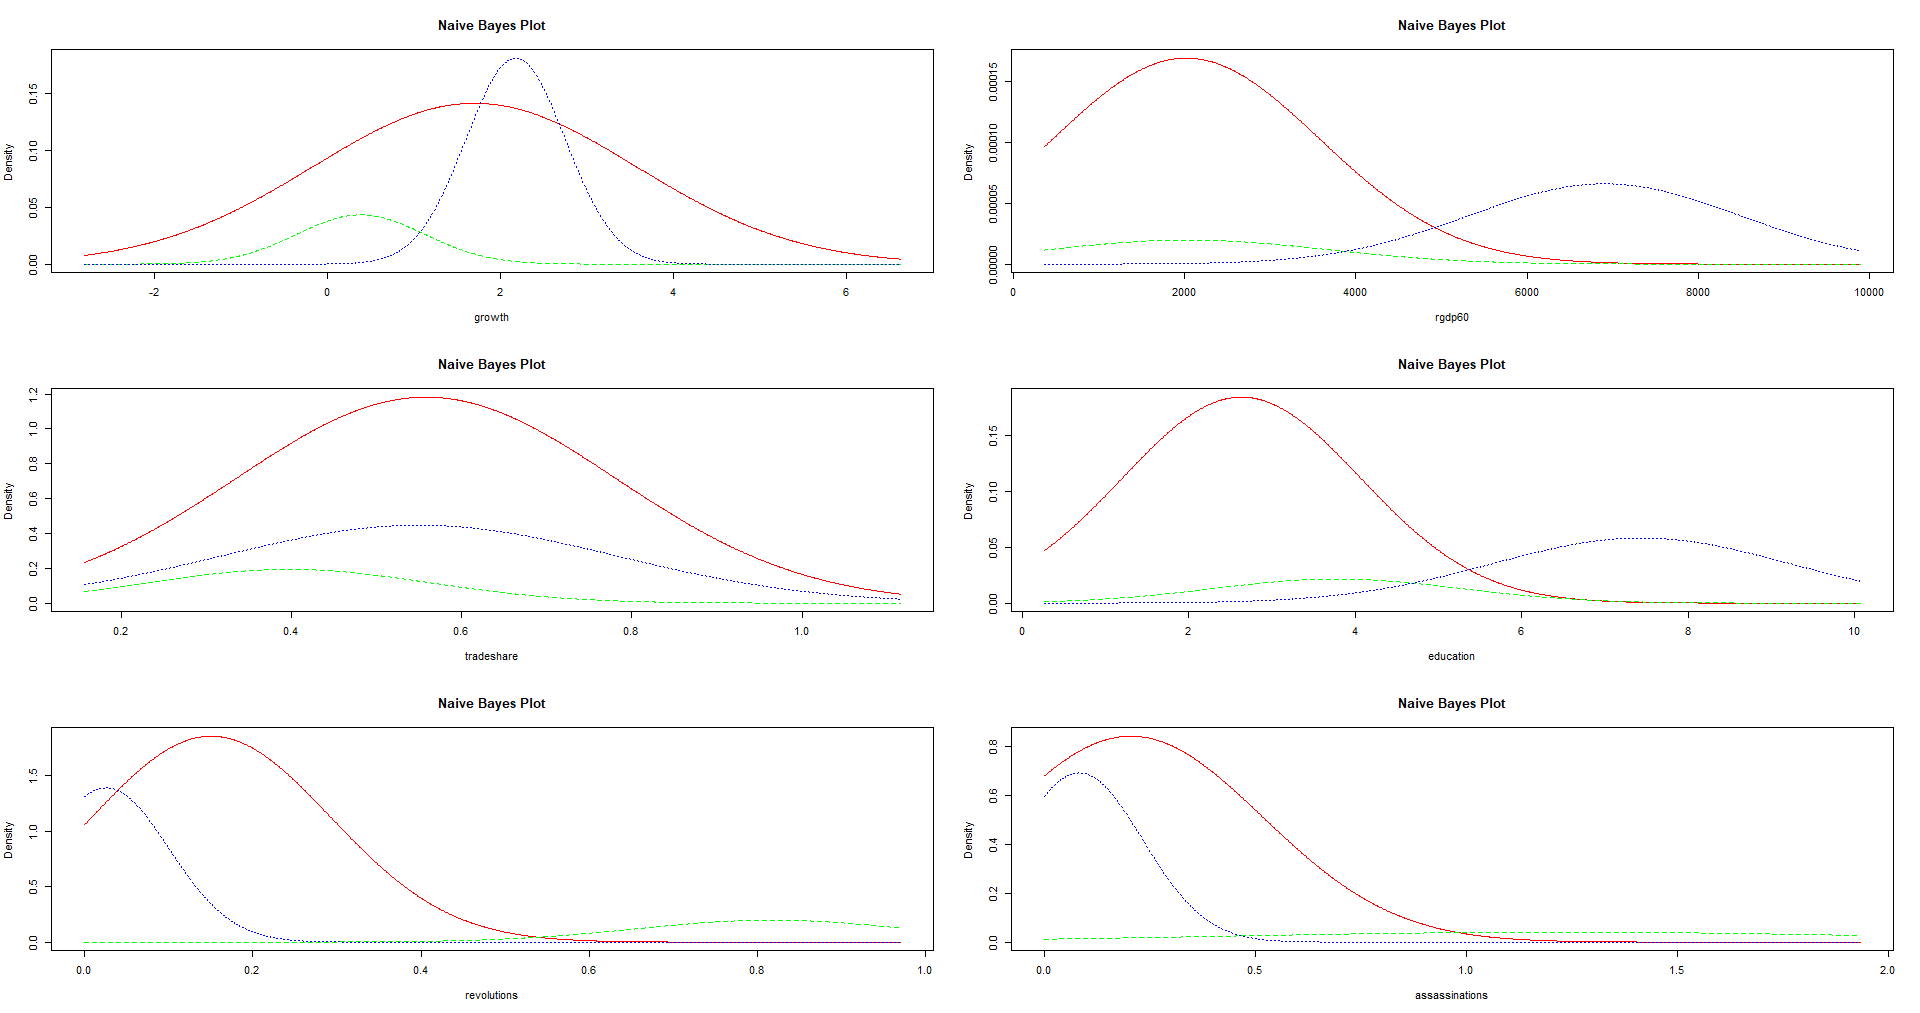 Naive Bayes Plot
Density
0.00 0.05 0.10 0.15
-2 0 2 4 6
growth
Naive Bayes Plot
Density
0.00000 0.00005 0.00010 0.00015
0 2000 4000 6000 8000 10000
rgdp60
Naive Bayes Plot
Density
0.0 0.2 0.4 0.6 0.8 1.0 1.2
0.2 0.4 0.6 0.8 1.0
tradeshare
Naive Bayes Plot
Density
0.00 0.05 0.10 0.15
0 2 4 6 8 10
education
Naive Bayes Plot
Density
0.0 0.5 1.0 1.5
0.0 0.2 0.4 0.6 0.8 1.0
revolutions
Naive Bayes Plot
Density
0.0 0.2 0.4 0.6 0.8
0.0 0.5 1.0 1.5 2.0
assassinations